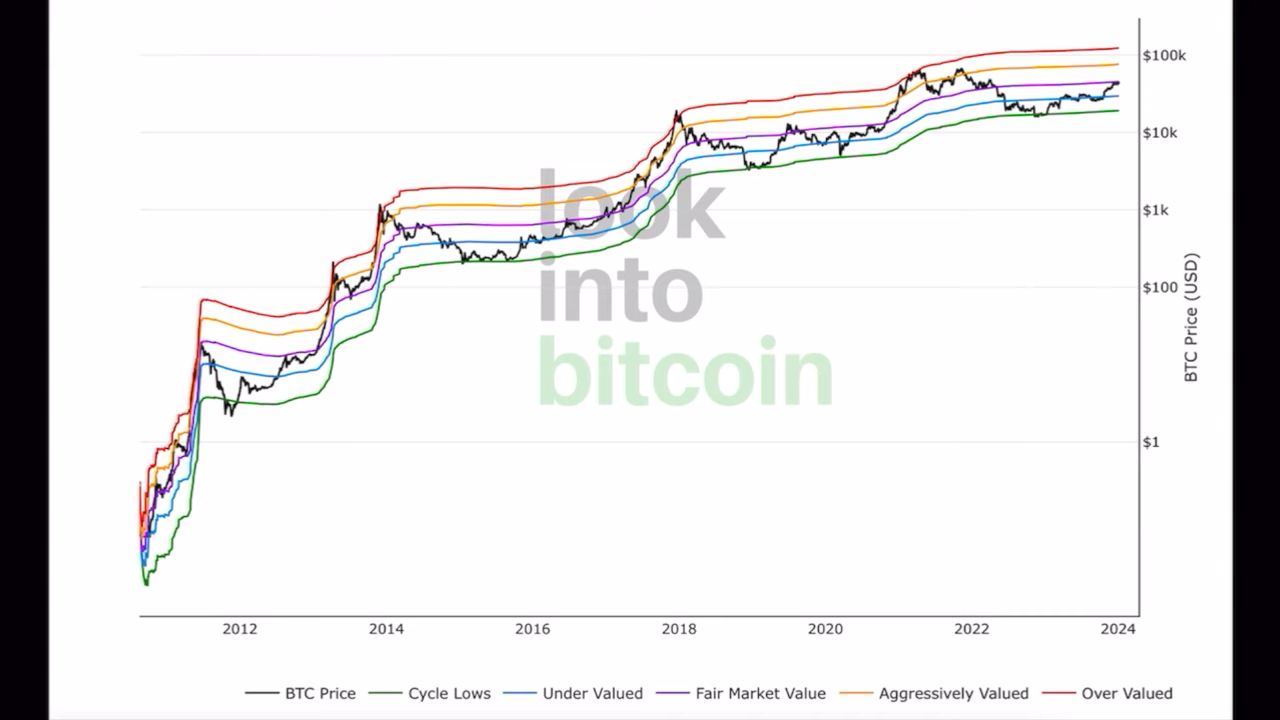 $100k
$10k
$1k
$100
$1
BTC Price (USD)
look
into
bitcoin
2012 2014 2016 2018 2020 2022 2024
BTC Price Cycle Lows Under Valued Fair Market Value Aggressively Valued Over Valued